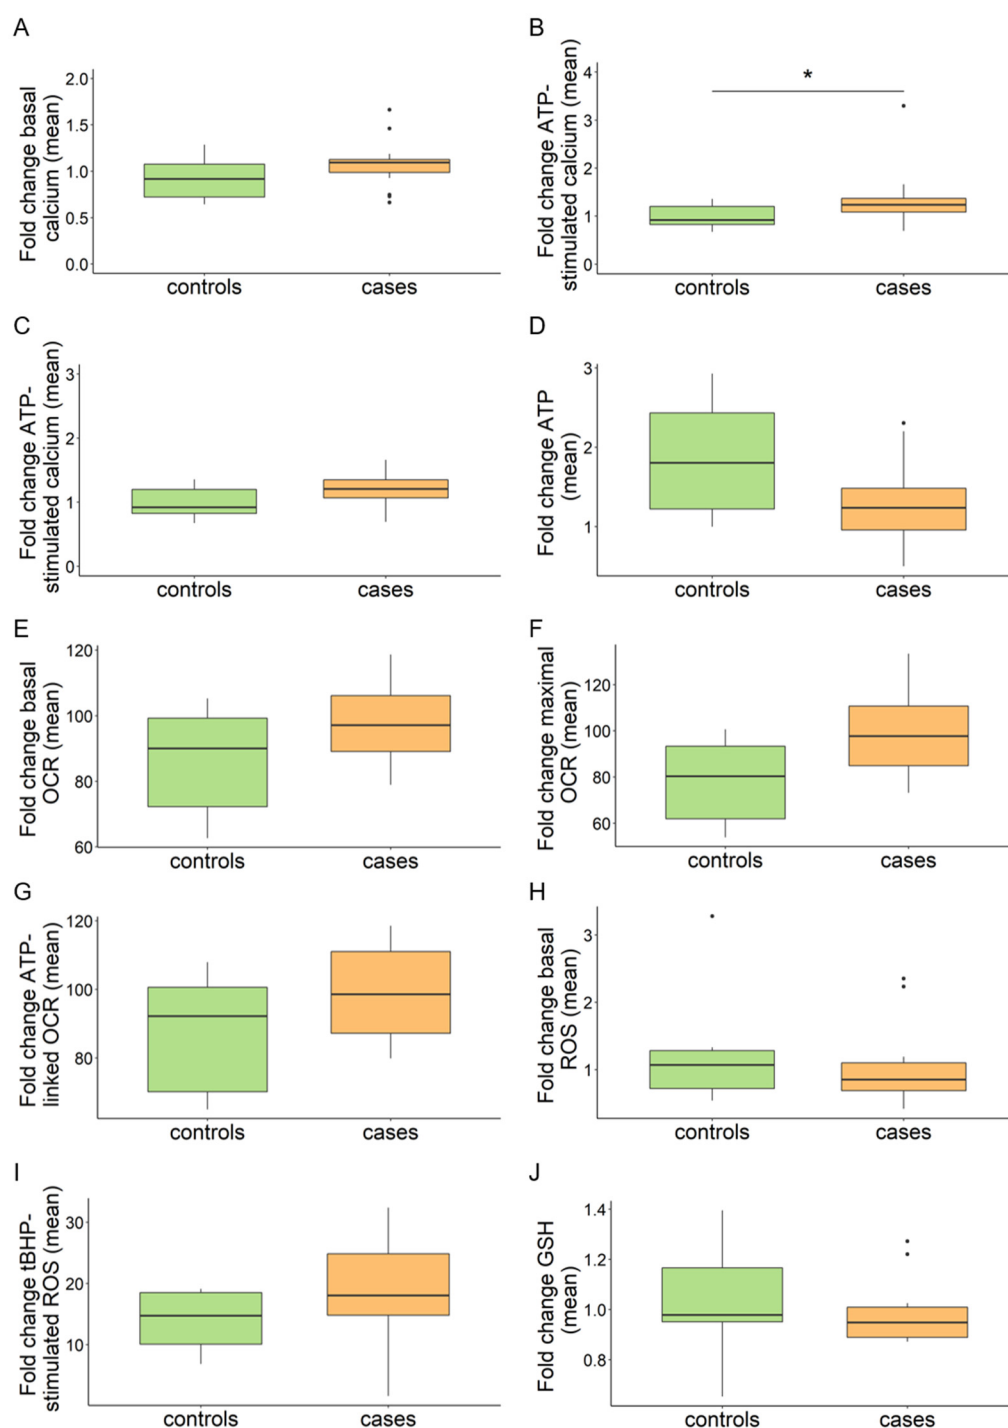 A
Fold change basal
calcium (mean)
2.0
1.5
1.0
0.5
0.0
controls
cases
B
Fold change ATP-
stimulated calcium (mean)
4
3
2
1
0
*
controls
cases
C
Fold change ATP-
stimulated calcium (mean)
3
2
1
0
controls
cases
D
Fold change ATP
(mean)
3
2
1
controls
cases
E
Fold change basal
OCR (mean)
120
100
80
60
controls
cases
F
Fold change maximal
OCR (mean)
120
100
80
60
controls
cases
G
Fold change ATP-
linked OCR (mean)
120
100
80
controls
cases
H
Fold change basal
ROS (mean)
3
2
1
controls
cases
I
Fold change tBHP-
stimulated ROS (mean)
30
20
10
controls
cases
J
Fold change GSH
(mean)
1.4
1.2
1.0
0.8
controls
cases